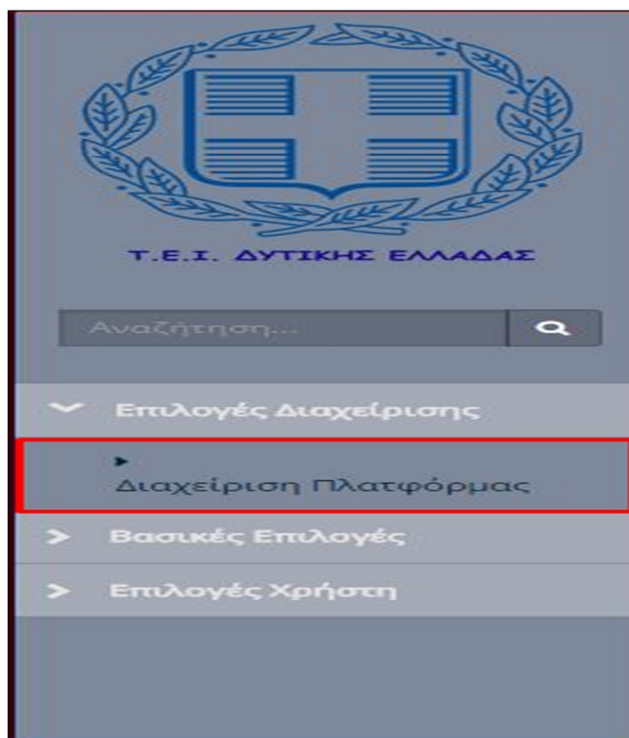 Τ.Ε.Ι. ΔΥΤΙΚΗΣ ΕΛΛΑΔΑΣ
Αναζήτηση...
Επιλογές Διαχείρισης
Διαχείριση Πλατφόρμας
Βασικές Επιλογές
Επιλογές Χρήστη